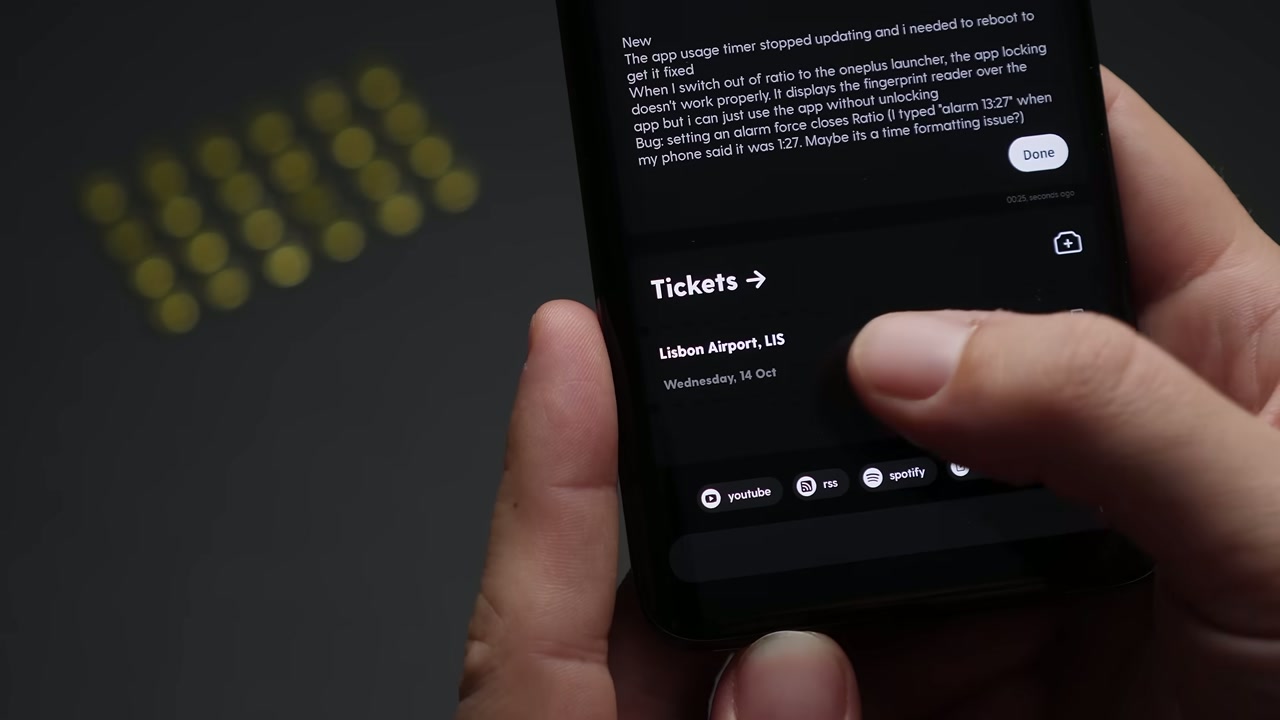 New
The app usage timer stopped updating and i needed to reboot to
get it fixed
When I switch out of ratio to the oneplus launcher, the app locking
doesn't work properly. It displays the fingerprint reader over the
app but i can just use the app without unlocking
Bug: setting an alarm force closes Ratio (I typed "alarm 13:27" when
my phone said it was 1:27. Maybe its a time formatting issue?)
Done
00:25, seconds ago
Tickets →
Lisbon Airport, LIS
Wednesday, 14 Oct
youtube
rss
spotify